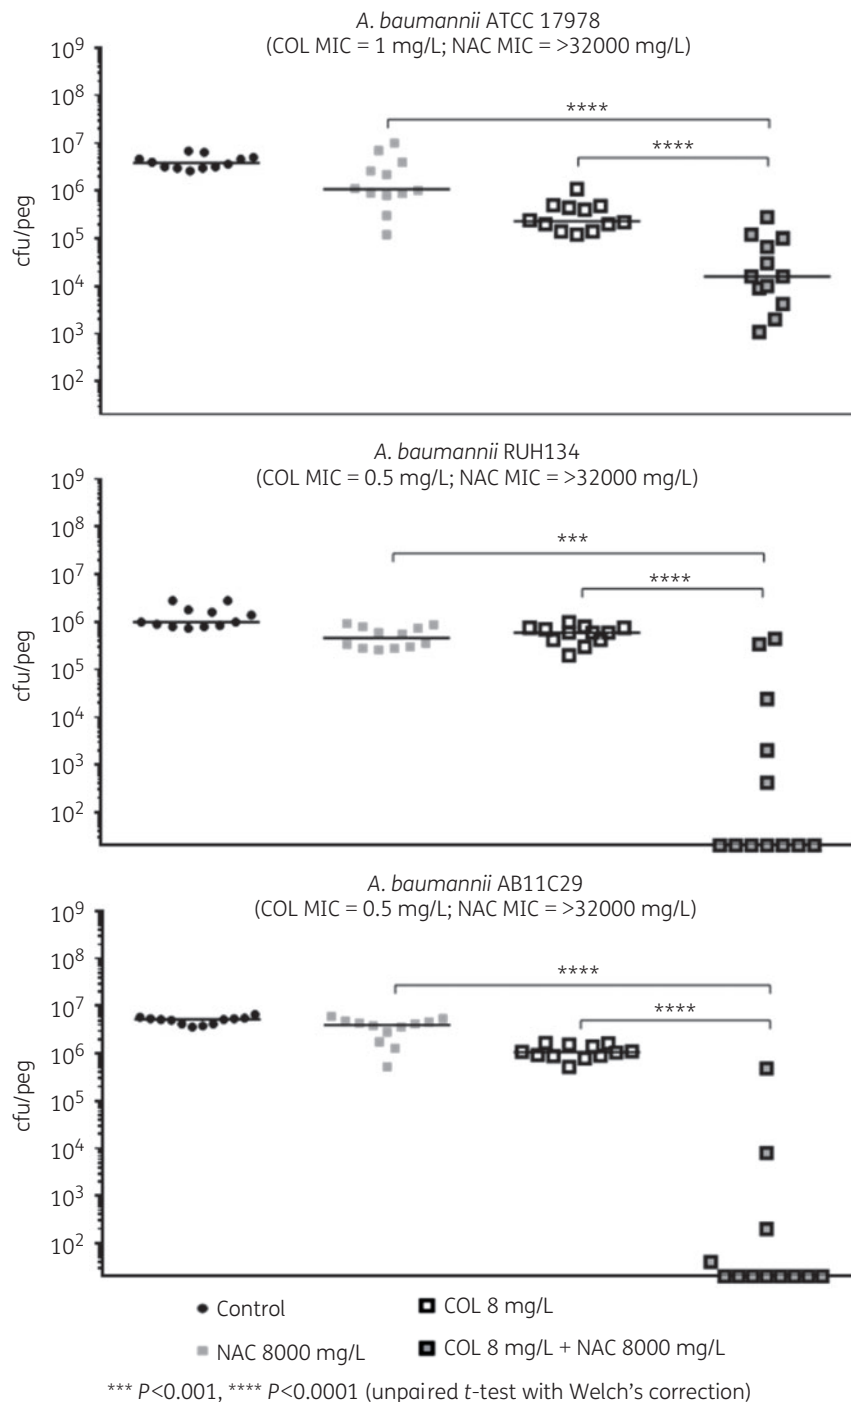 A. baumannii ATCC 17978
(COL MIC = 1 mg/L; NAC MIC = >32000 mg/L)
10⁹
10⁸
10⁷
10⁶
10⁵
10⁴
10³
10²
cfu/peg
****
****
A. baumannii RUH134
(COL MIC = 0.5 mg/L; NAC MIC = >32000 mg/L)
10⁹
10⁸
10⁷
10⁶
10⁵
10⁴
10³
10²
cfu/peg
***
****
A. baumannii AB11C29
(COL MIC = 0.5 mg/L; NAC MIC = >32000 mg/L)
10⁹
10⁸
10⁷
10⁶
10⁵
10⁴
10³
10²
cfu/peg
****
****
Control
COL 8 mg/L
NAC 8000 mg/L
COL 8 mg/L + NAC 8000 mg/L
*** P<0.001, **** P<0.0001 (unpaired t-test with Welch's correction)